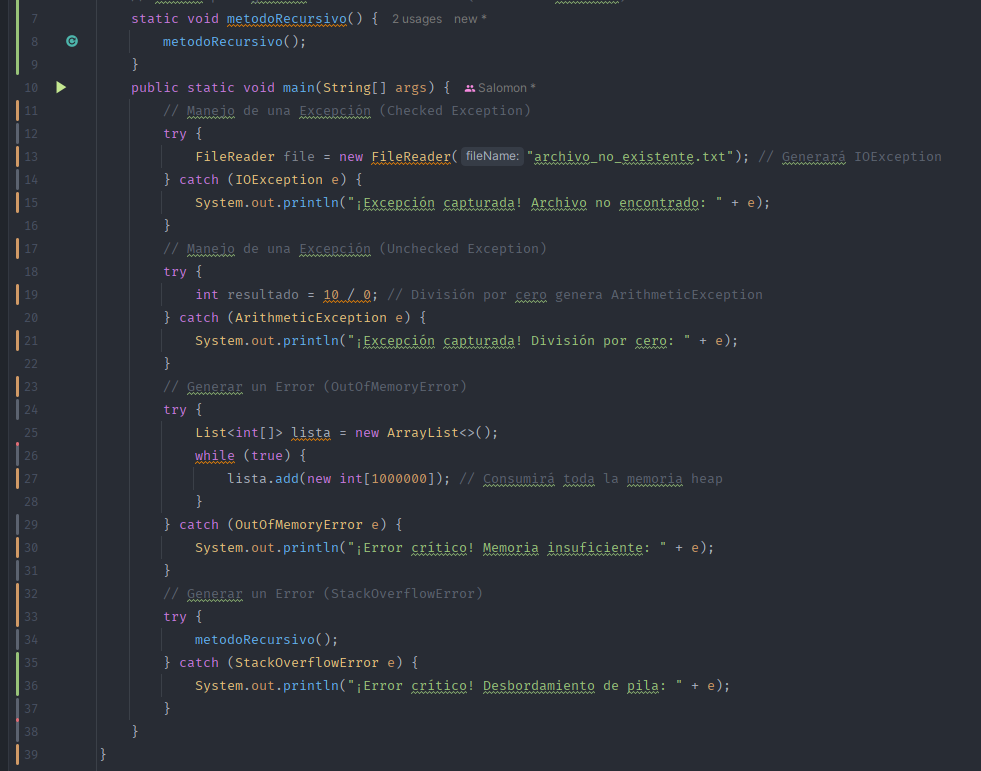 7 static void metodoRecursivo() { 2 usages new *
8 metodoRecursivo();
9 }
10 public static void main(String[] args) { Salomon *
11 // Manejo de una Excepción (Checked Exception)
12 try {
13 FileReader file = new FileReader( fileName: "archivo_no_existente.txt"); // Generará IOException
14 } catch (IOException e) {
15 System.out.println("¡Excepción capturada! Archivo no encontrado: " + e);
16 }
17 // Manejo de una Excepción (Unchecked Exception)
18 try {
19 int resultado = 10 / 0; // División por cero genera ArithmeticException
20 } catch (ArithmeticException e) {
21 System.out.println("¡Excepción capturada! División por cero: " + e);
22 }
23 // Generar un Error (OutOfMemoryError)
24 try {
25 List<int[]> lista = new ArrayList<>();
26 while (true) {
27 lista.add(new int[1000000]); // Consumirá toda la memoria heap
28 }
29 } catch (OutOfMemoryError e) {
30 System.out.println("¡Error crítico! Memoria insuficiente: " + e);
31 }
32 // Generar un Error (StackOverflowError)
33 try {
34 metodoRecursivo();
35 } catch (StackOverflowError e) {
36 System.out.println("¡Error crítico! Desbordamiento de pila: " + e);
37 }
38 }
39 }